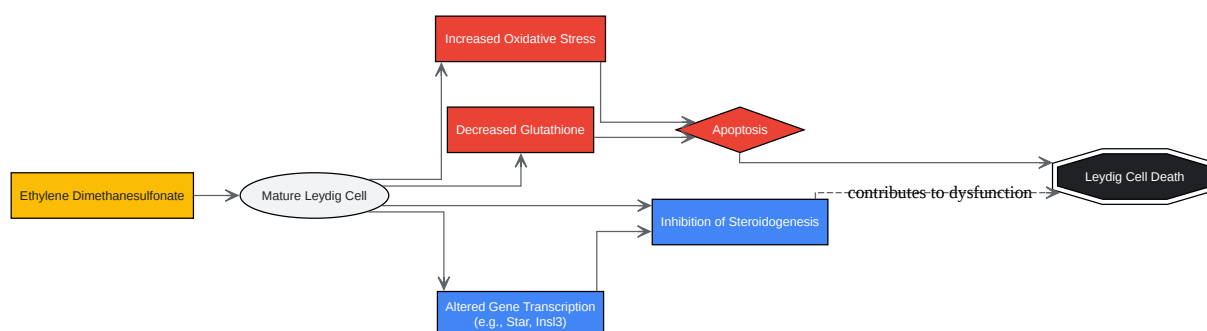 Increased Oxidative Stress
Decreased Glutathione
Apoptosis
Ethylene Dimethanesulfonate
Mature Leydig Cell
Leydig Cell Death
contributes to dysfunction
Inhibition of Steroidogenesis
Altered Gene Transcription
(e.g., Star, Insl3)